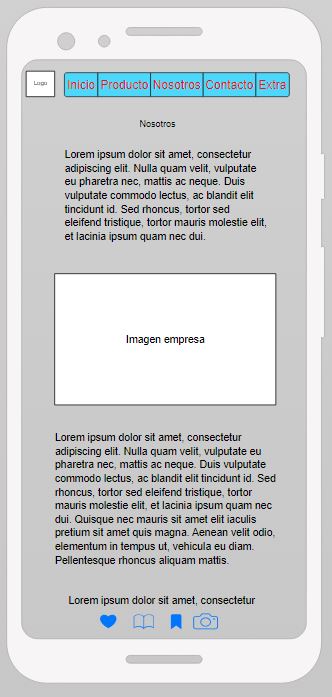 Logo
Inicio Producto Nosotros Contacto Extra
Nosotros
Lorem ipsum dolor sit amet, consectetur
adipiscing elit. Nulla quam velit, vulputate
eu pharetra nec, mattis ac neque. Duis
vulputate commodo lectus, ac blandit elit
tincidunt id. Sed rhoncus, tortor sed
eleifend tristique, tortor mauris molestie elit,
et lacinia ipsum quam nec dui.
Imagen empresa
Lorem ipsum dolor sit amet, consectetur
adipiscing elit. Nulla quam velit, vulputate eu
pharetra nec, mattis ac neque. Duis vulputate
commodo lectus, ac blandit elit tincidunt id. Sed
rhoncus, tortor sed eleifend tristique, tortor
mauris molestie elit, et lacinia ipsum quam nec
dui. Quisque nec mauris sit amet elit iaculis
pretium sit amet quis magna. Aenean velit odio,
elementum in tempus ut, vehicula eu diam.
Pellentesque rhoncus aliquam mattis.
Lorem ipsum dolor sit amet, consectetur